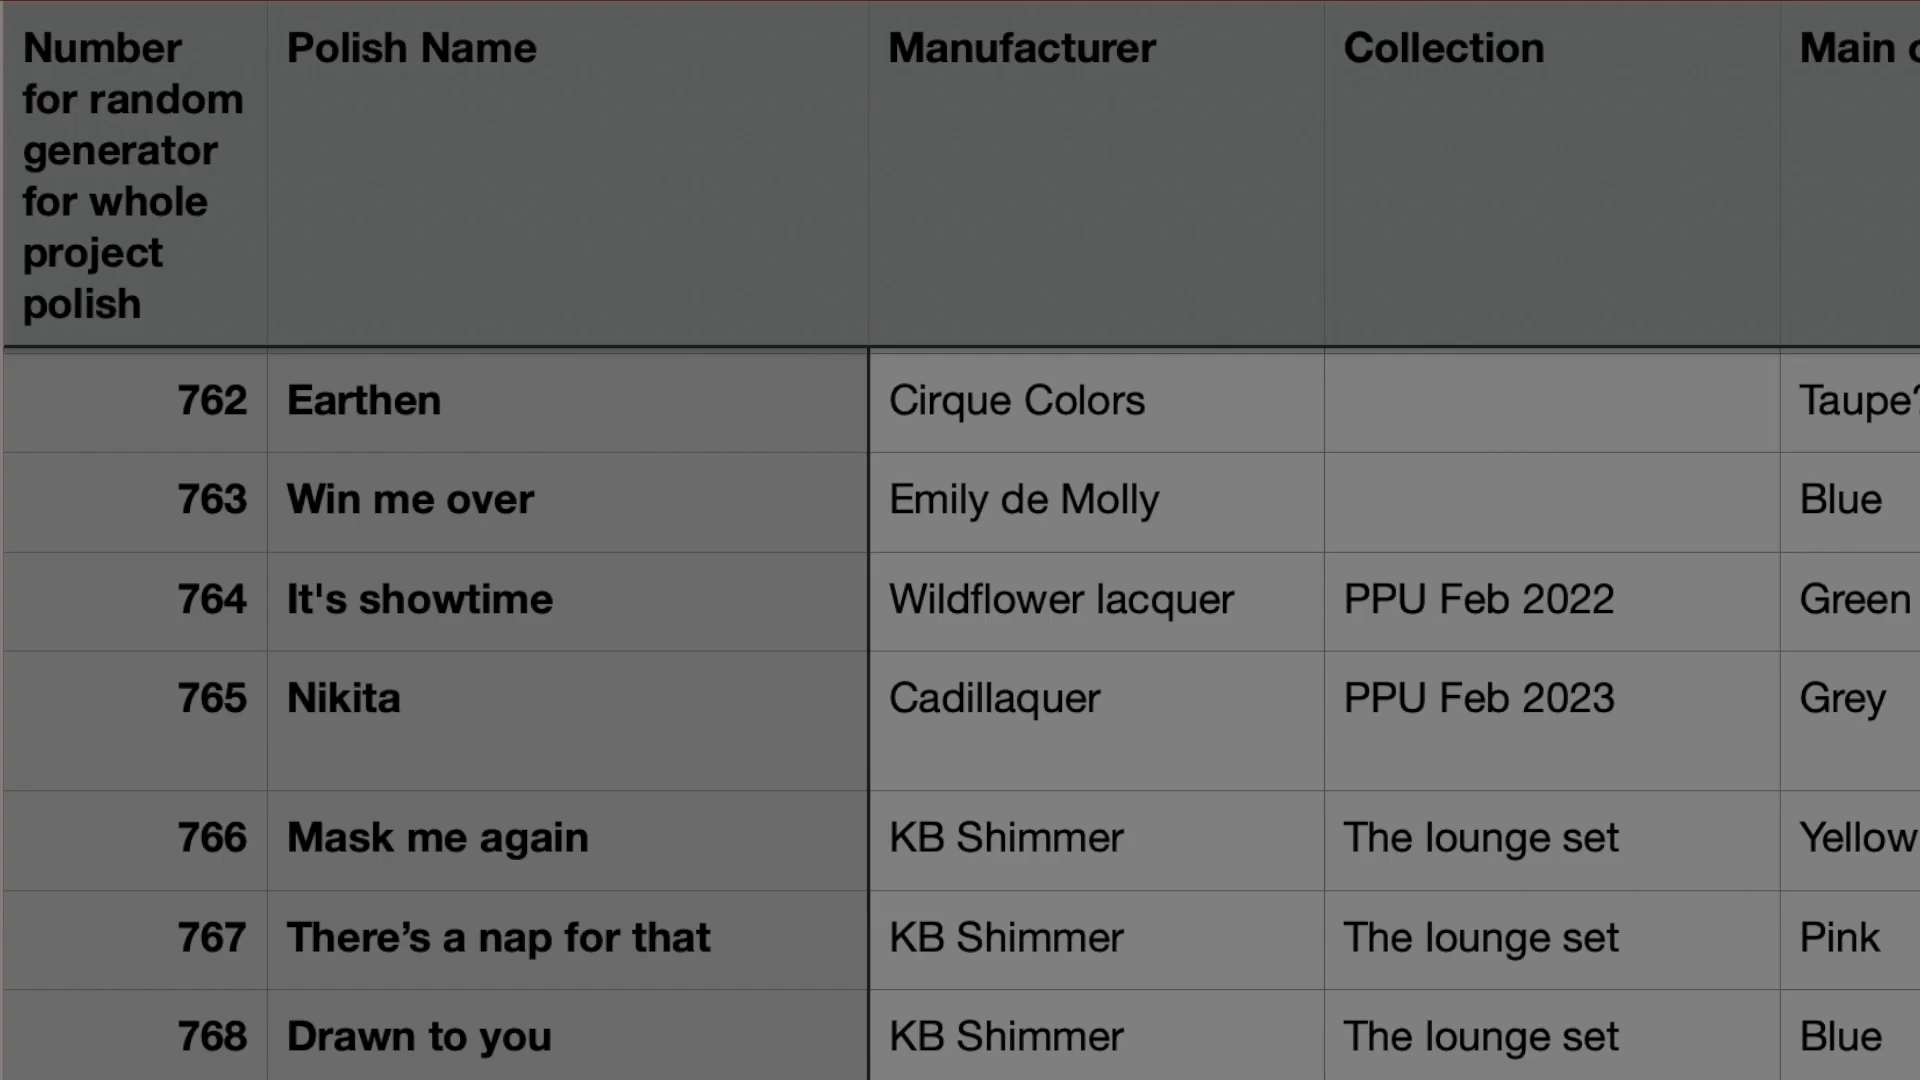 Number for random generator for whole project polish	Polish Name	Manufacturer	Collection	Main
762	Earthen	Cirque Colors		Taupe?
763	Win me over	Emily de Molly		Blue
764	It's showtime	Wildflower lacquer	PPU Feb 2022	Green
765	Nikita	Cadillaquer	PPU Feb 2023	Grey
766	Mask me again	KB Shimmer	The lounge set	Yellow
767	There’s a nap for that	KB Shimmer	The lounge set	Pink
768	Drawn to you	KB Shimmer	The lounge set	Blue